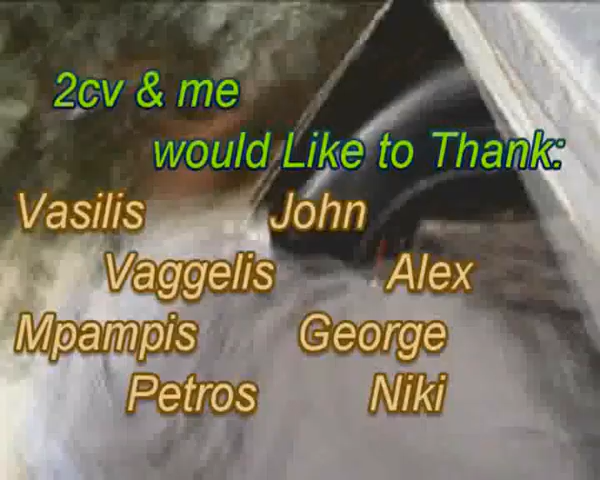 2cv & me
would Like to Thank:
Vasilis John
Vaggelis Alex
Mpampis George
Petros Niki